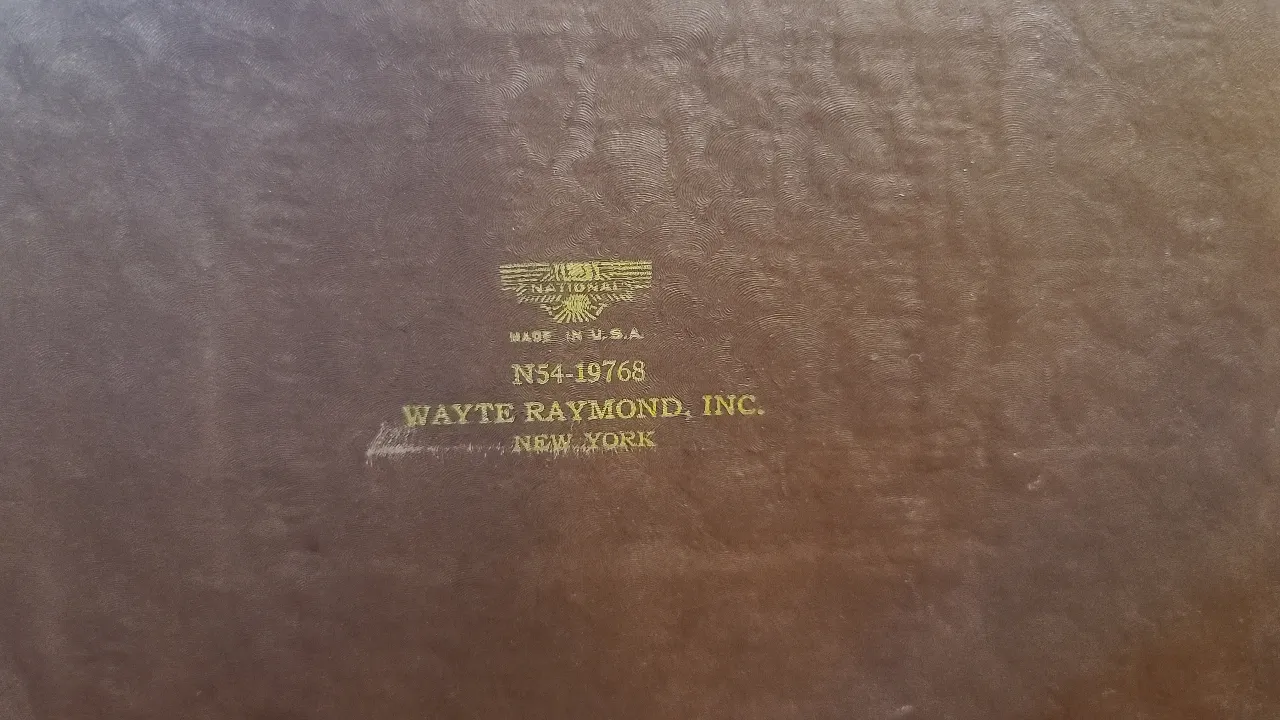 NATIONAL
MADE IN U.S.A.
N54-19768
WAYTE RAYMOND, INC.
NEW YORK